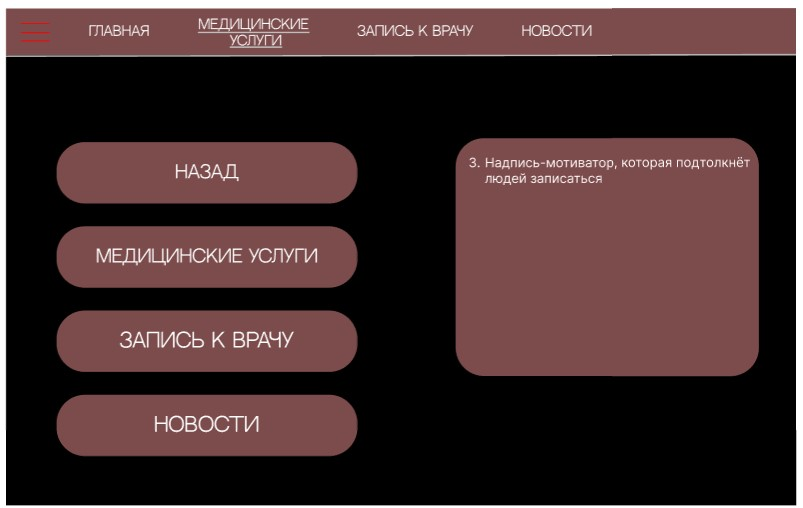 ГЛАВНАЯ
МЕДИЦИНСКИЕ
УСЛУГИ
ЗАПИСЬ К ВРАЧУ
НОВОСТИ
НАЗАД
МЕДИЦИНСКИЕ УСЛУГИ
ЗАПИСЬ К ВРАЧУ
НОВОСТИ
3. Надпись-мотиватор, которая подтолкнёт
людей записаться